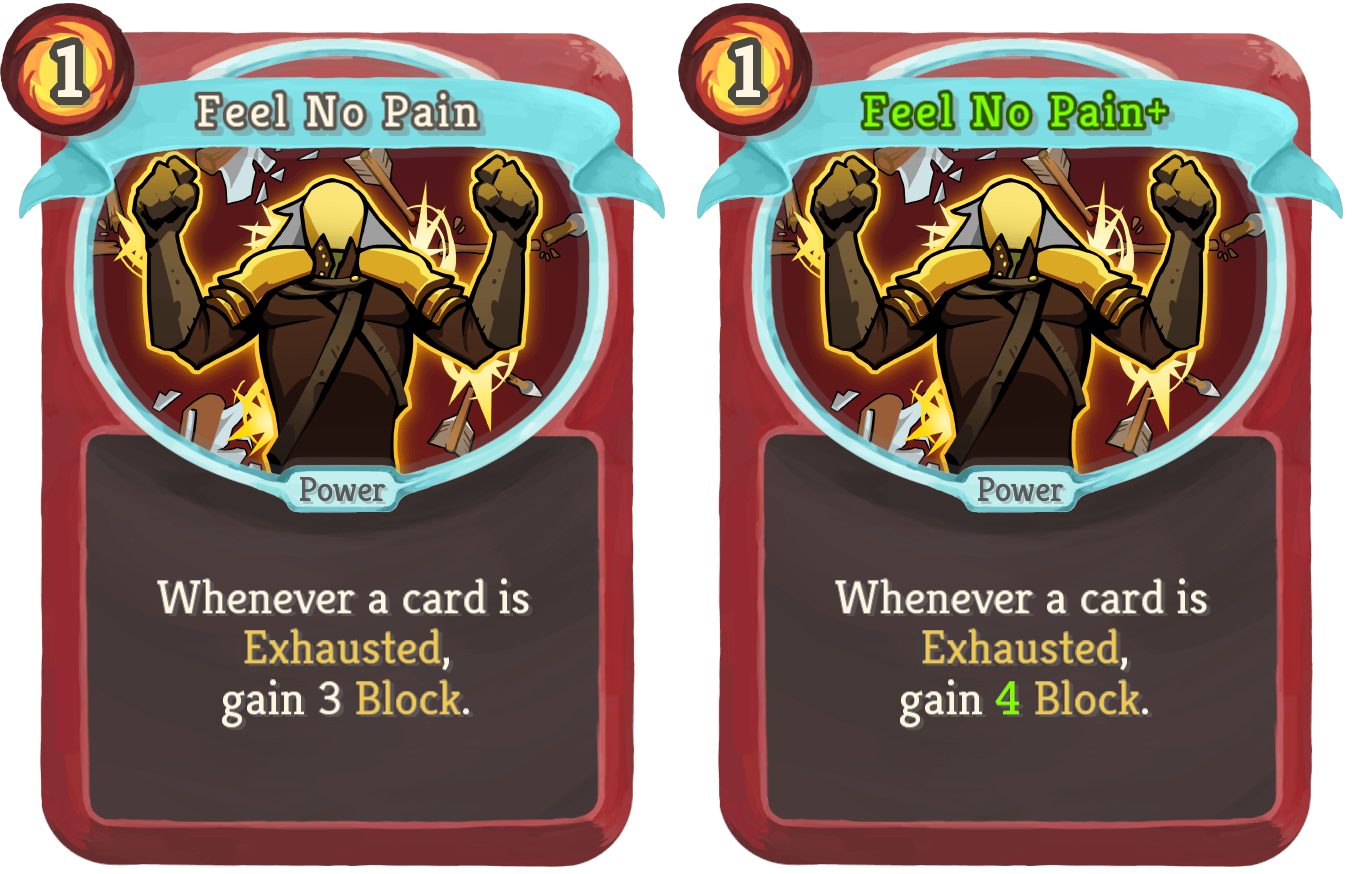 1
Feel No Pain
Power
Whenever a card is
Exhausted,
gain 3 Block.
1
Feel No Pain+
Power
Whenever a card is
Exhausted,
gain 4 Block.